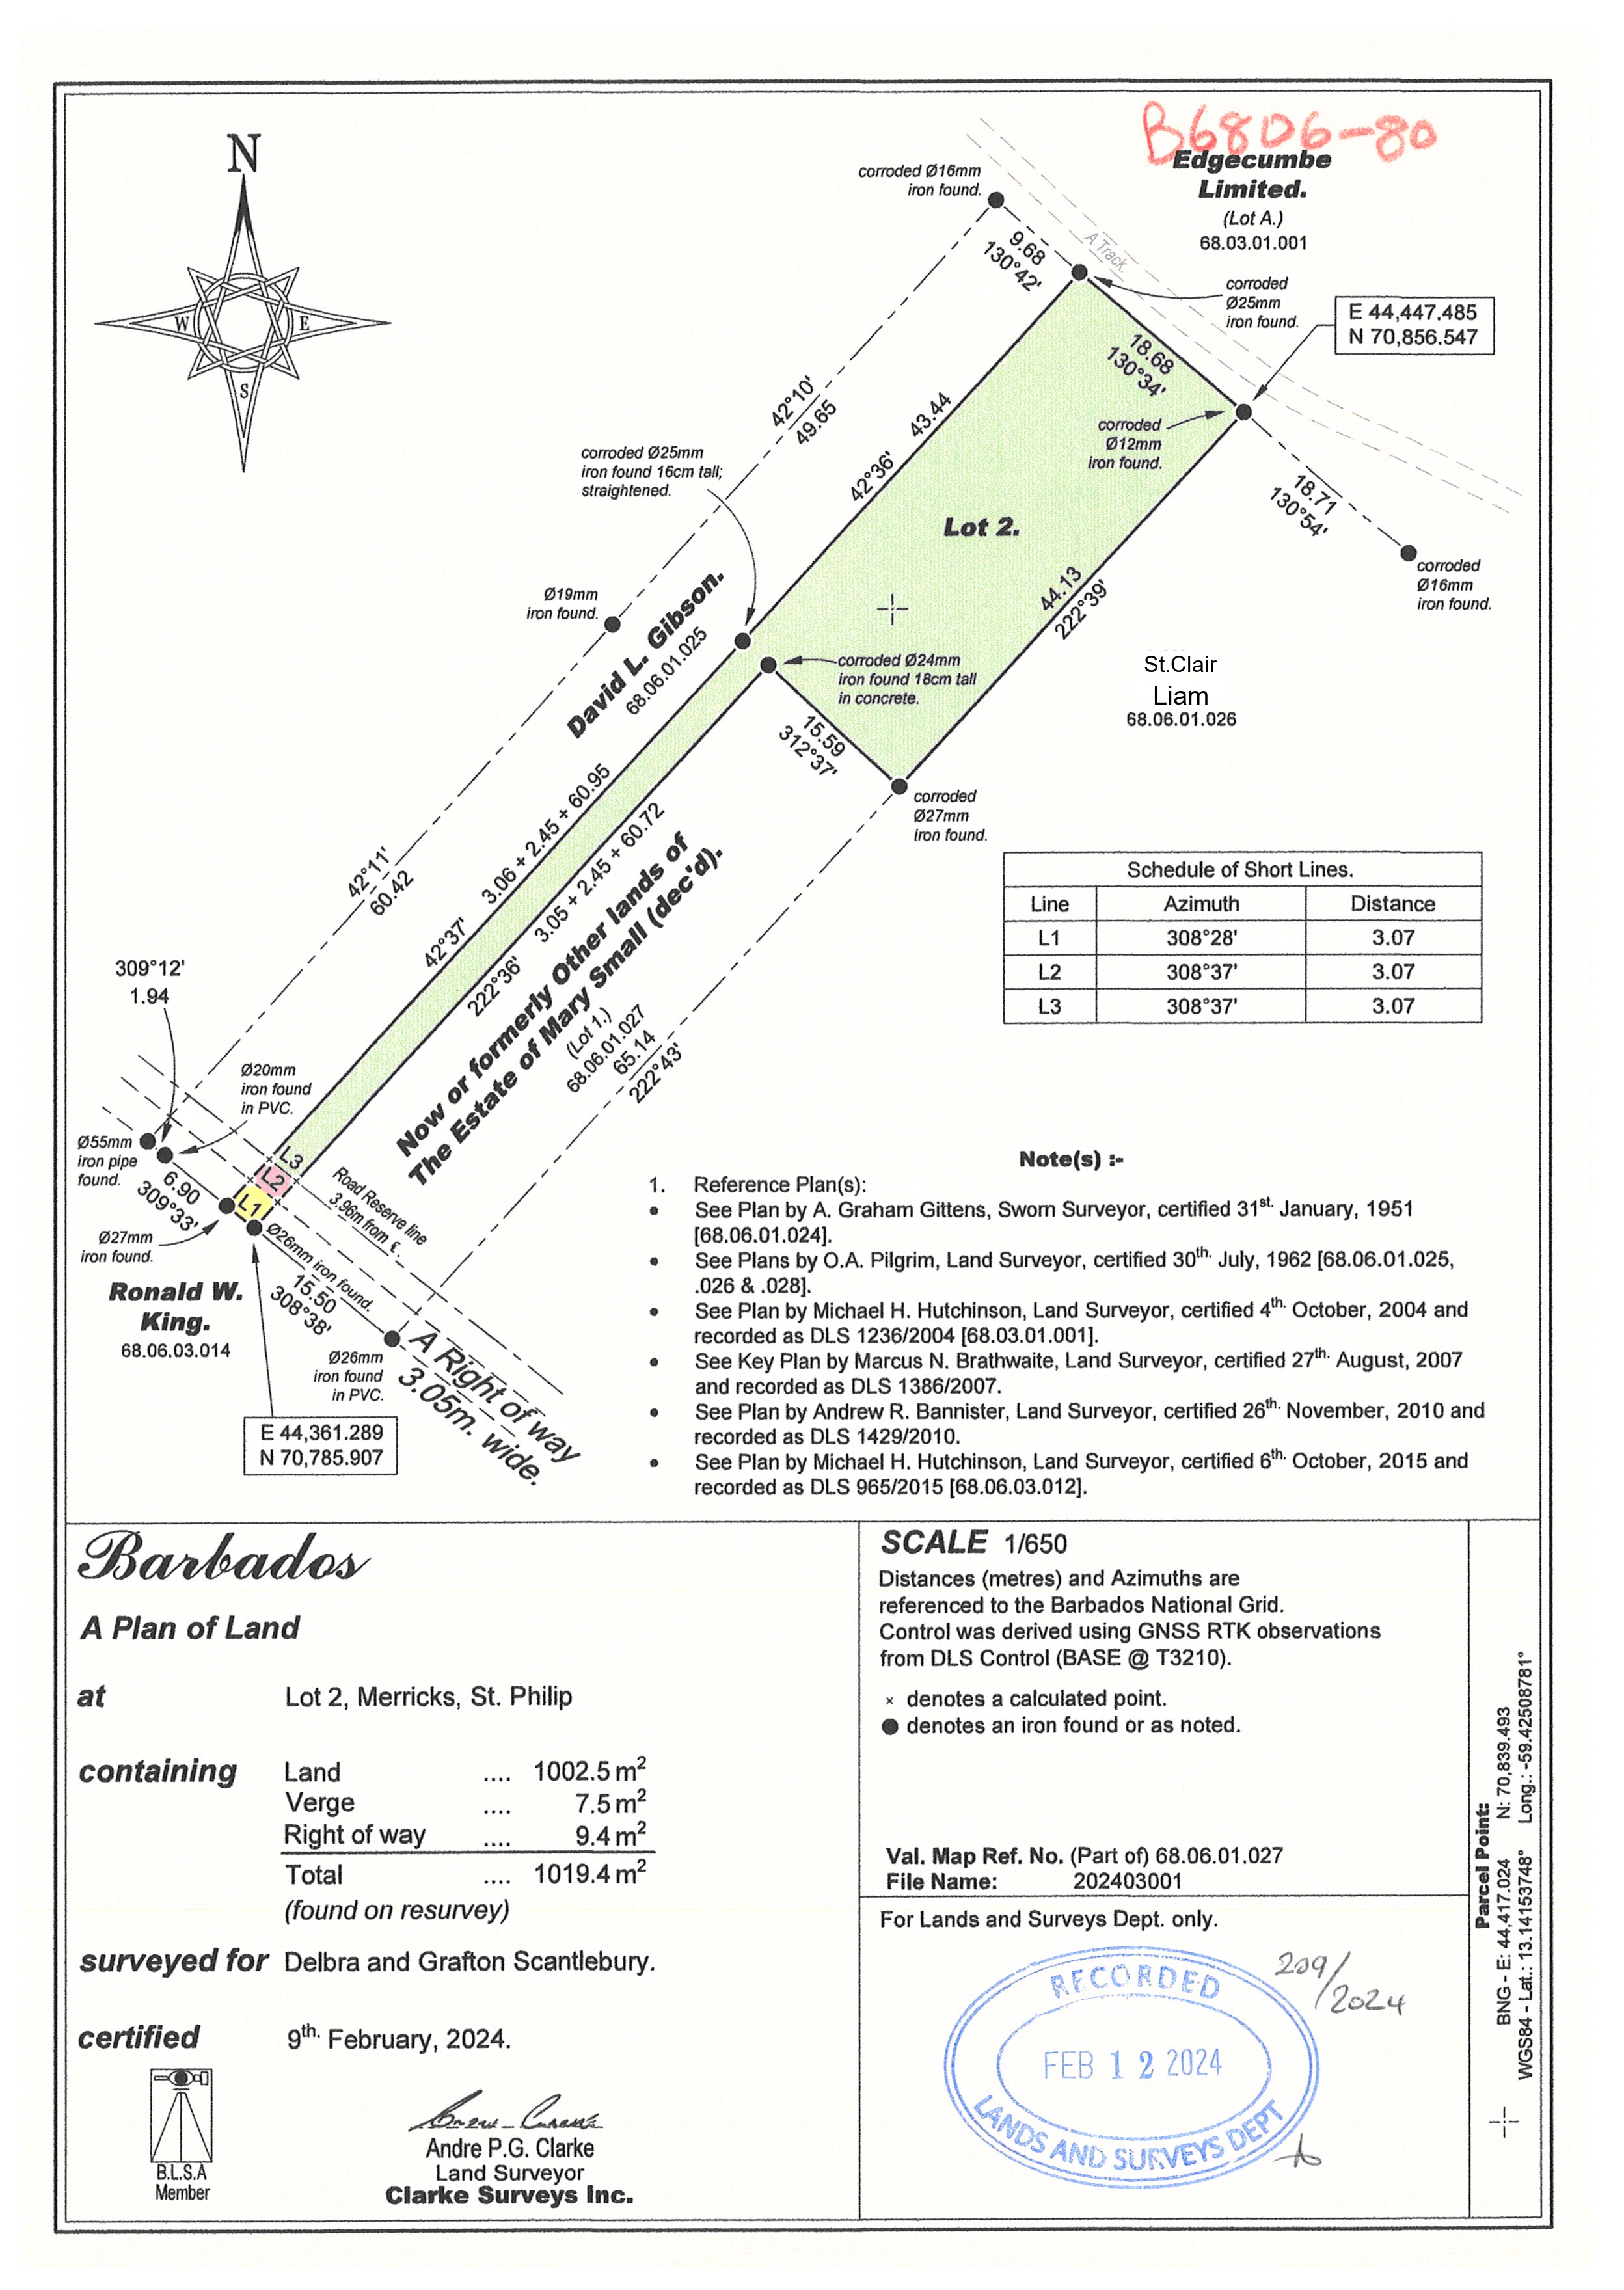 B6806-80
N
W
E
S
Edgecumbe
Limited.
(Lot A.)
68.03.01.001
corroded Ø16mm
iron found.
9.68
130°42'
A Track.
corroded
Ø25mm
iron found.
E 44,447.485
N 70,856.547
18.68
130°34'
42°10'
49.65
43.44
42°36'
corroded
Ø12mm
iron found.
corroded Ø25mm
iron found 16cm tall;
straightened.
18.71
130°54'
Lot 2.
corroded
Ø16mm
iron found.
Ø19mm
iron found.
44.13
222°39'
David L. Gibson.
68.06.01.025
corroded Ø24mm
iron found 18cm tall
in concrete.
St.Clair
Liam
68.06.01.026
15.59
312°37'
corroded
Ø27mm
iron found.
3.06 + 2.45 + 60.95
42°37'
3.05 + 2.45 + 60.72
222°36'
42°11'
60.42
Now or formerly Other lands of
The Estate of Mary Small (dec'd).
(Lot 1.)
68.06.01.027
65.14
222°43'
Schedule of Short Lines.
Line Azimuth Distance
L1 308°28' 3.07
L2 308°37' 3.07
L3 308°37' 3.07
309°12'
1.94
Ø20mm
iron found
in PVC.
Ø55mm
iron pipe
found.
6.90
309°33'
L3
L2
L1
Road Reserve line
3.96m from ℄.
Ø27mm
iron found.
Ø26mm iron found.
15.50
308°38'
Ronald W.
King.
68.06.03.014
Ø26mm
iron found
in PVC.
A Right of way
3.05m. wide.
E 44,361.289
N 70,785.907
Note(s) :-
1. Reference Plan(s):
• See Plan by A. Graham Gittens, Sworn Surveyor, certified 31st. January, 1951
[68.06.01.024].
• See Plans by O.A. Pilgrim, Land Surveyor, certified 30th. July, 1962 [68.06.01.025,
.026 & .028].
• See Plan by Michael H. Hutchinson, Land Surveyor, certified 4th. October, 2004 and
recorded as DLS 1236/2004 [68.03.01.001].
• See Key Plan by Marcus N. Brathwaite, Land Surveyor, certified 27th. August, 2007
and recorded as DLS 1386/2007.
• See Plan by Andrew R. Bannister, Land Surveyor, certified 26th. November, 2010 and
recorded as DLS 1429/2010.
• See Plan by Michael H. Hutchinson, Land Surveyor, certified 6th. October, 2015 and
recorded as DLS 965/2015 [68.06.03.012].
Barbados
A Plan of Land
at Lot 2, Merricks, St. Philip
containing Land .... 1002.5 m²
Verge .... 7.5 m²
Right of way .... 9.4 m²
Total .... 1019.4 m²
(found on resurvey)
surveyed for Delbra and Grafton Scantlebury.
certified 9th. February, 2024.
B.L.S.A
Member
Andre P.G. Clarke
Land Surveyor
Clarke Surveys Inc.
SCALE 1/650
Distances (metres) and Azimuths are
referenced to the Barbados National Grid.
Control was derived using GNSS RTK observations
from DLS Control (BASE @ T3210).
× denotes a calculated point.
● denotes an iron found or as noted.
Val. Map Ref. No. (Part of) 68.06.01.027
File Name: 202403001
For Lands and Surveys Dept. only.
209/2024
RECORDED
FEB 12 2024
LANDS AND SURVEYS DEPT
Parcel Point:
BNG - E: 44,417.024 N: 70,839.493
WGS84 - Lat.: 13.14153748° Long.: -59.42508781°